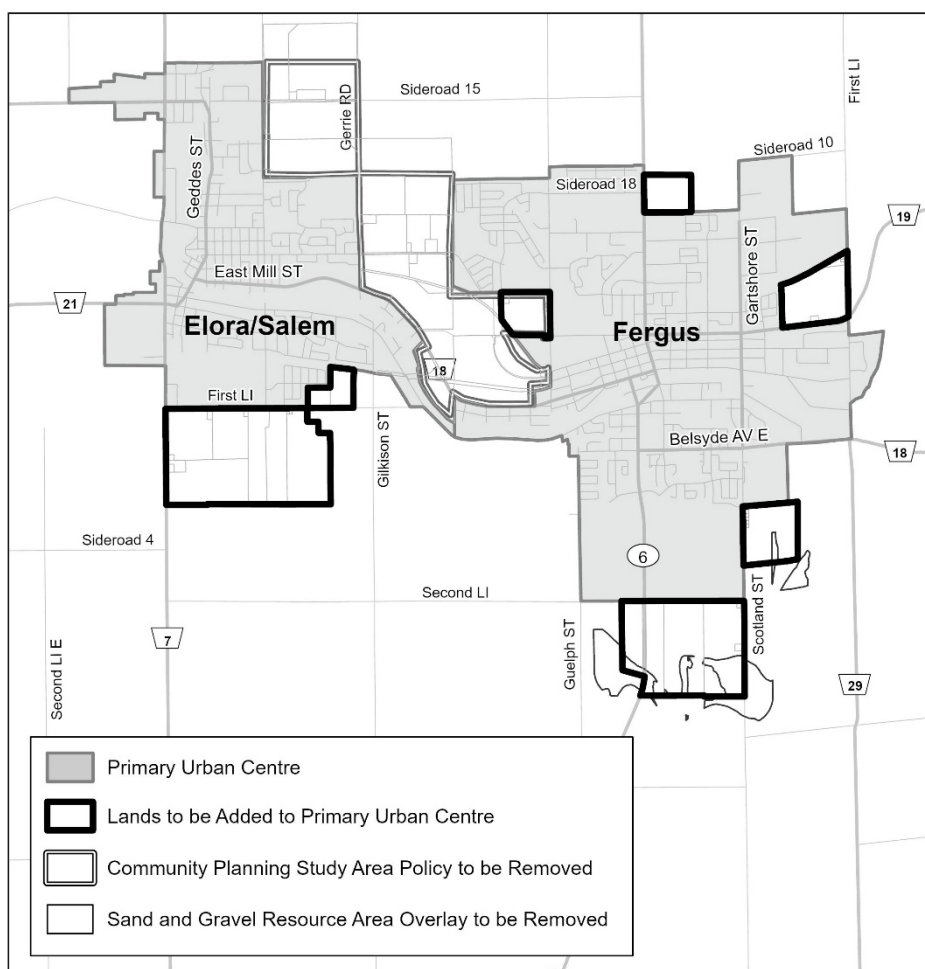 Sideroad 15
Gerrie RD
First LI
Sideroad 10
Geddes ST
Sideroad 18
19
Gartshore ST
East Mill ST
21
Elora/Salem
Fergus
18
First LI
Gilkison ST
Belsyde AV E
18
Sideroad 4
6
Second LI
Guelph ST
Scotland ST
7
Second LI E
29
Primary Urban Centre
Lands to be Added to Primary Urban Centre
Community Planning Study Area Policy to be Removed
Sand and Gravel Resource Area Overlay to be Removed